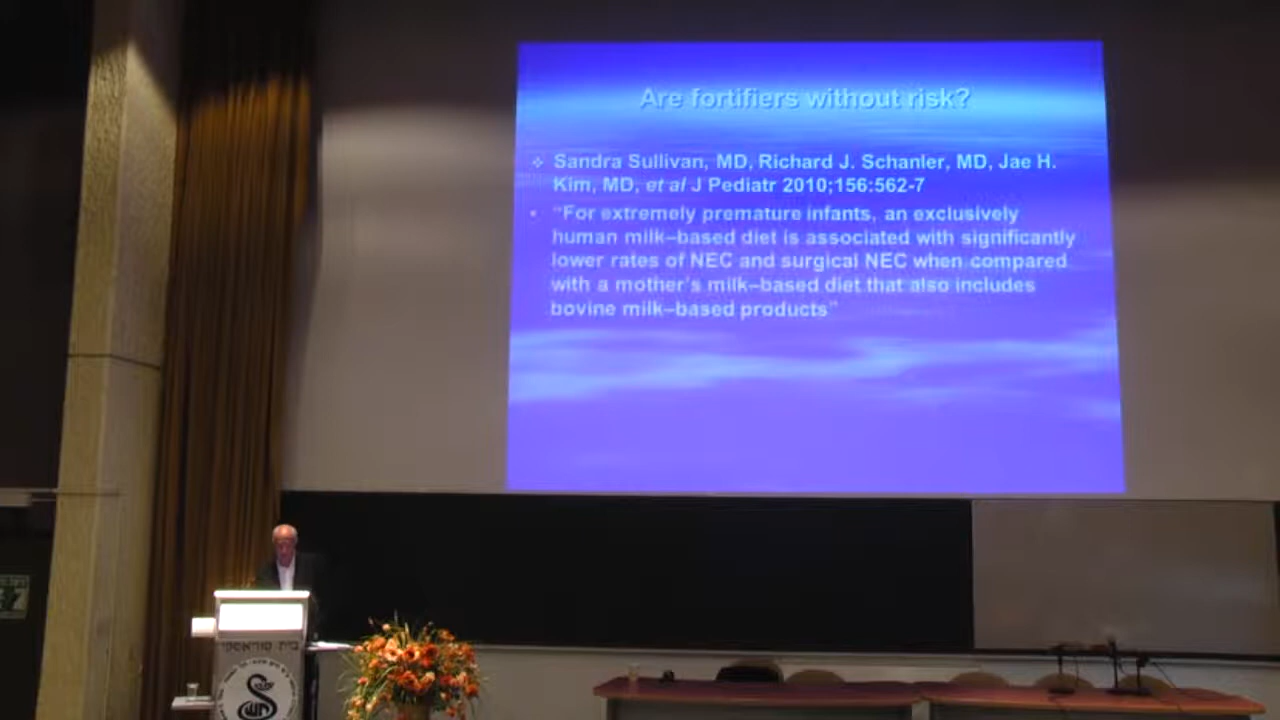 Are fortifiers without risk?
Sandra Sullivan, MD, Richard J. Schanler, MD, Jae H.
Kim, MD, et al J Pediatr 2010;156:562-7
“For extremely premature infants, an exclusively
human milk–based diet is associated with significantly
lower rates of NEC and surgical NEC when compared
with a mother's milk–based diet that also includes
bovine milk–based products”
בית סוראסקי